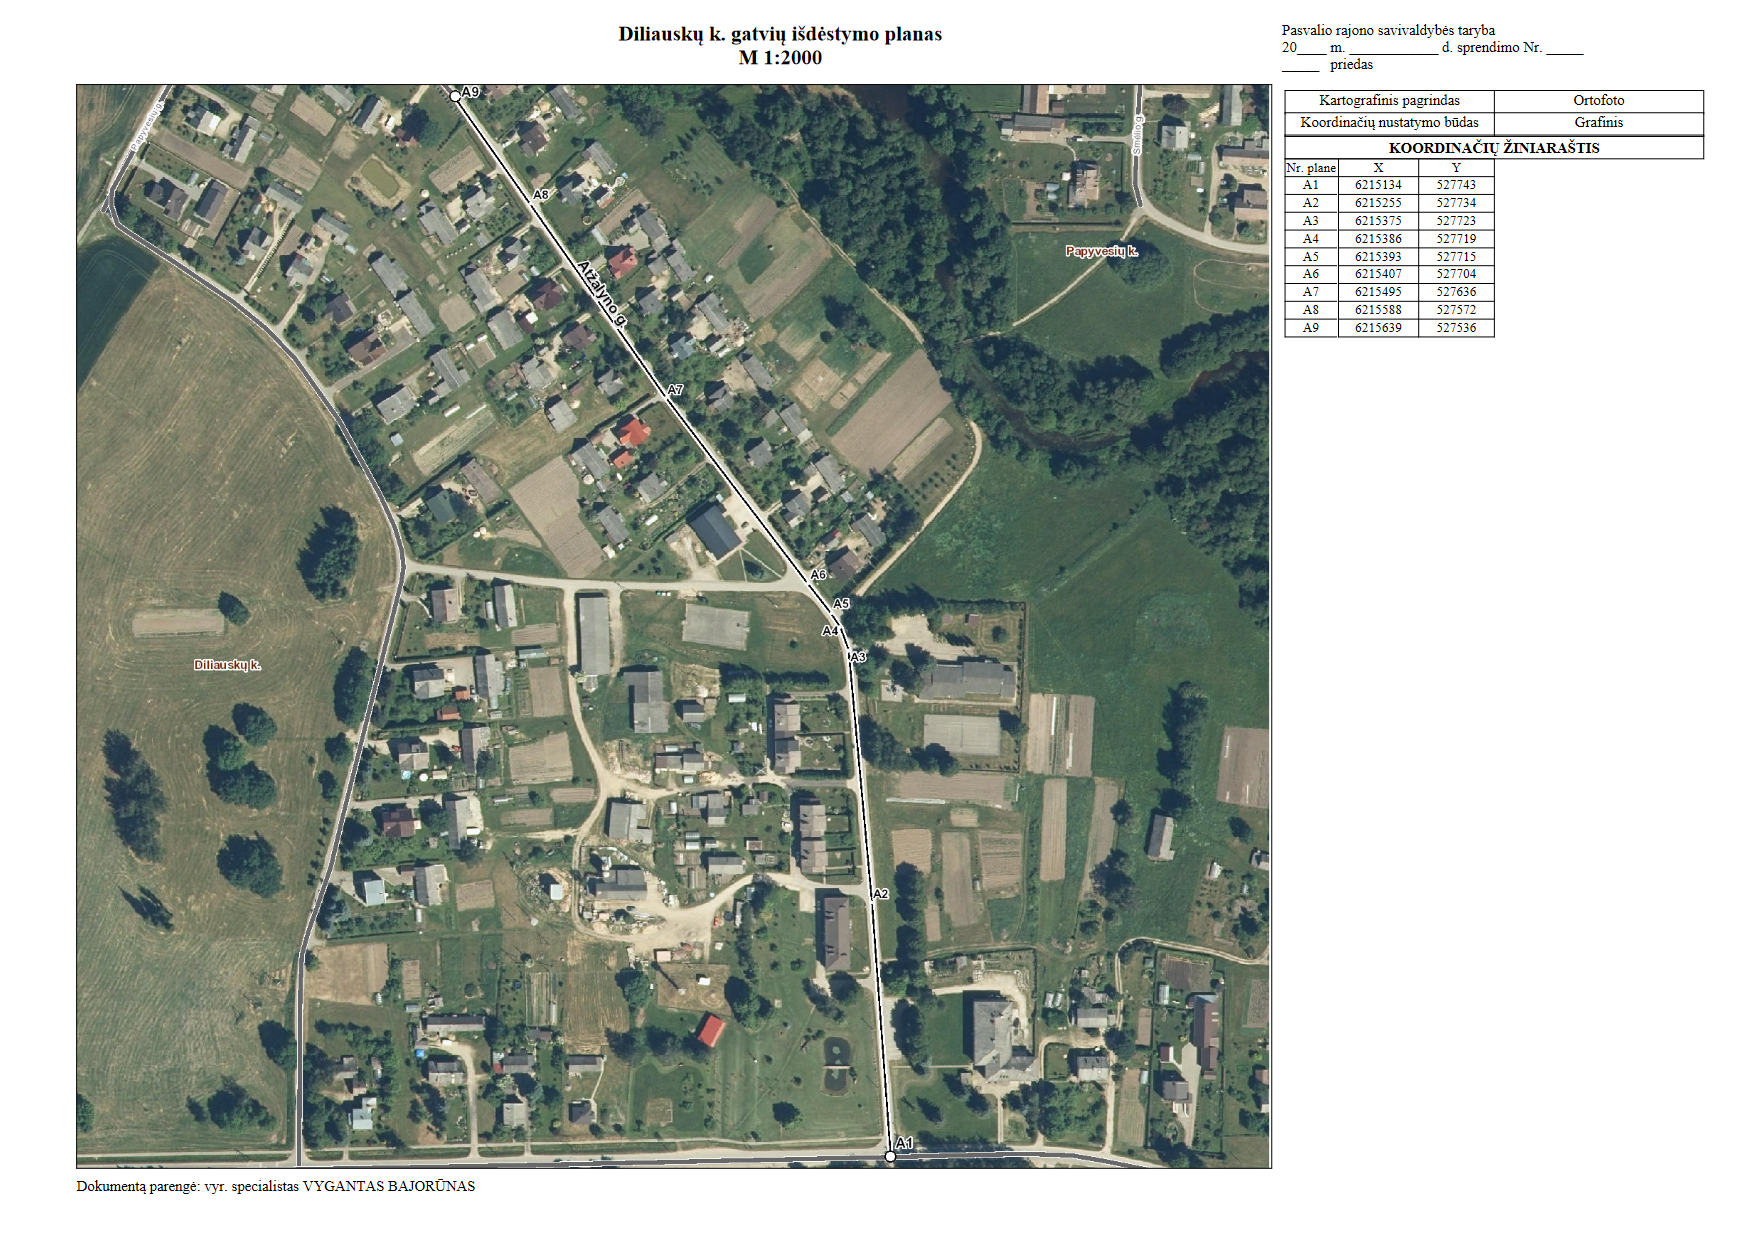 Diliauskų k. gatvių išdėstymo planas
M 1:2000
Pasvalio rajono savivaldybės taryba
20____ m. ____________ d. sprendimo Nr. _____
_____ priedas
Kartografinis pagrindas Ortofoto
Koordinačių nustatymo būdas Grafinis
KOORDINAČIŲ ŽINIARAŠTIS
Nr. plane X Y
A1 6215134 527743
A2 6215255 527734
A3 6215375 527723
A4 6215386 527719
A5 6215393 527715
A6 6215407 527704
A7 6215495 527636
A8 6215588 527572
A9 6215639 527536
A9
Papyvesių g.
Smėlio g.
A8
Papyvesių k.
Atžalyno g.
A7
A6
A5
A4
A3
Diliauskų k.
A2
A1
Dokumentą parengė: vyr. specialistas VYGANTAS BAJORŪNAS